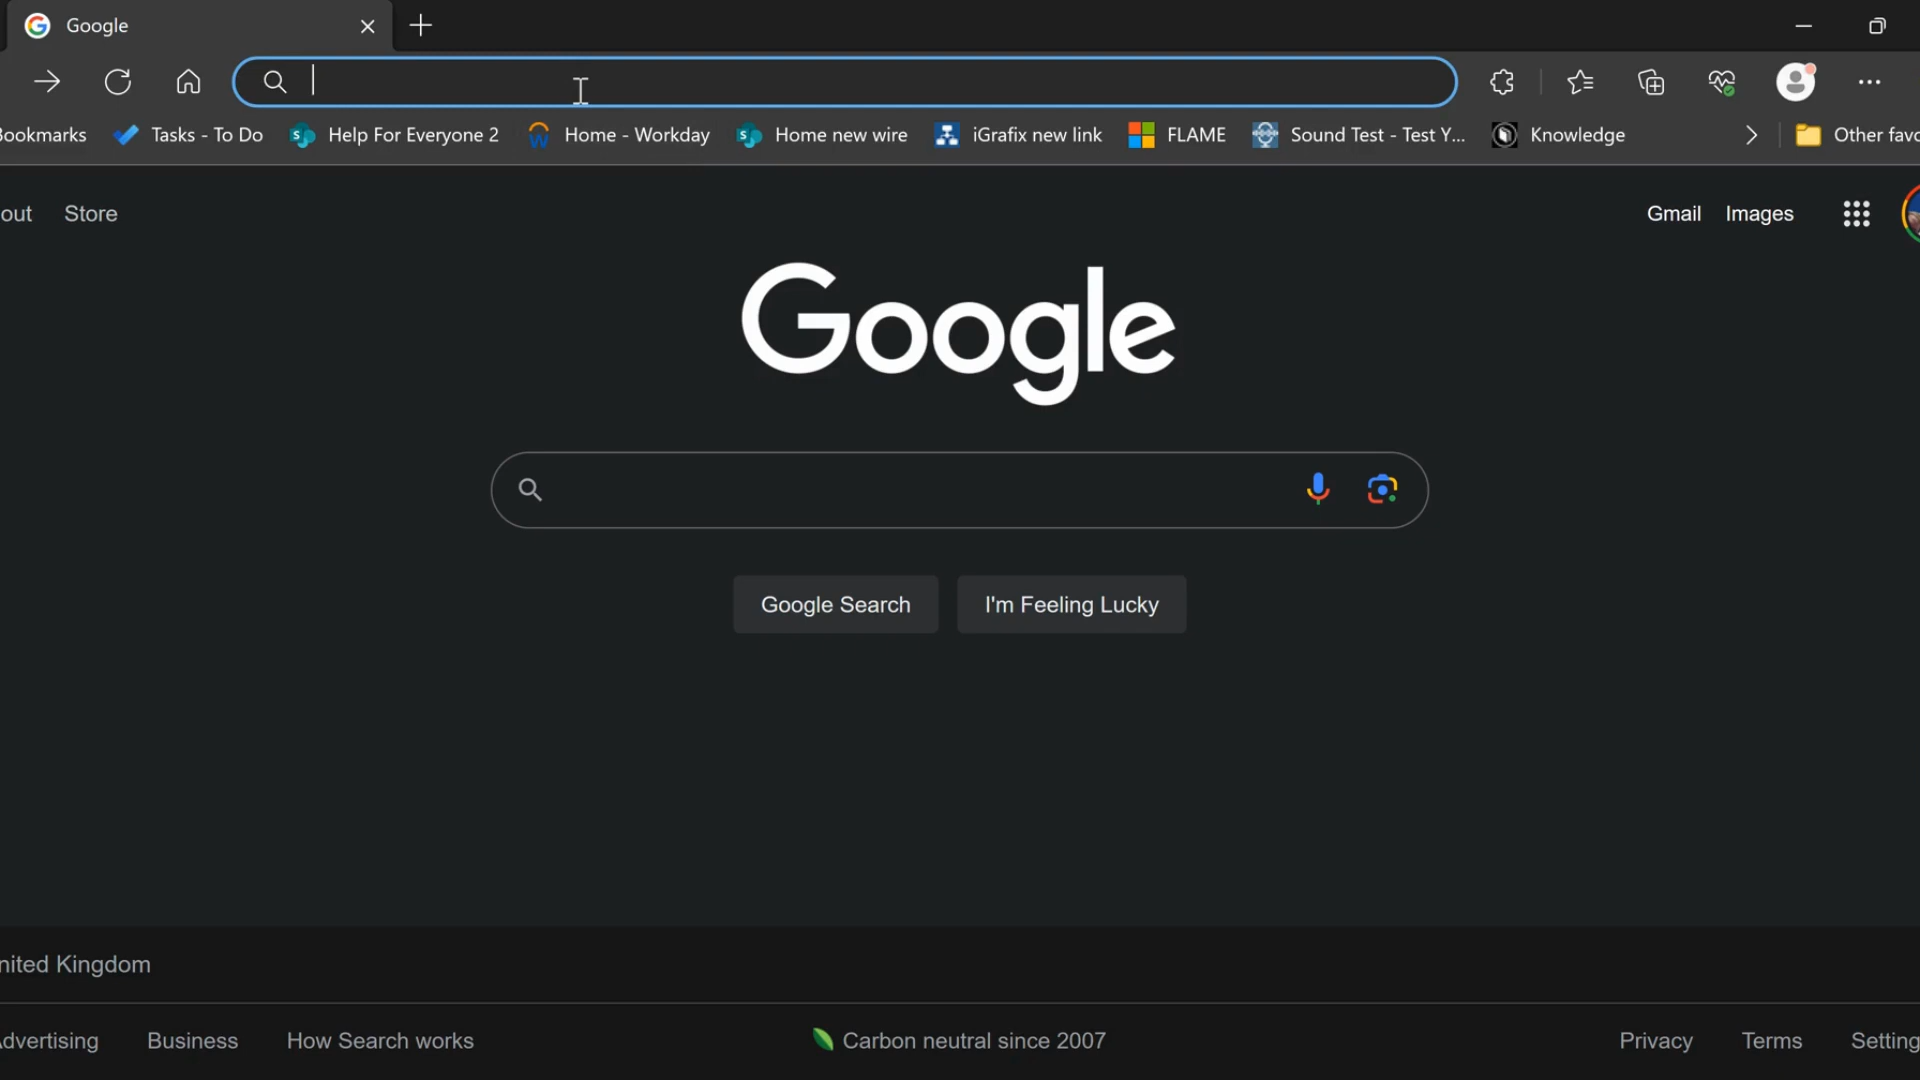 Google
ookmarks Tasks - To Do Help For Everyone 2 Home - Workday Home new wire iGrafix new link FLAME Sound Test - Test Y... Knowledge Other favo
out Store Gmail Images
Google
Google Search I'm Feeling Lucky
nited Kingdom
dvertising Business How Search works Carbon neutral since 2007 Privacy Terms Setting